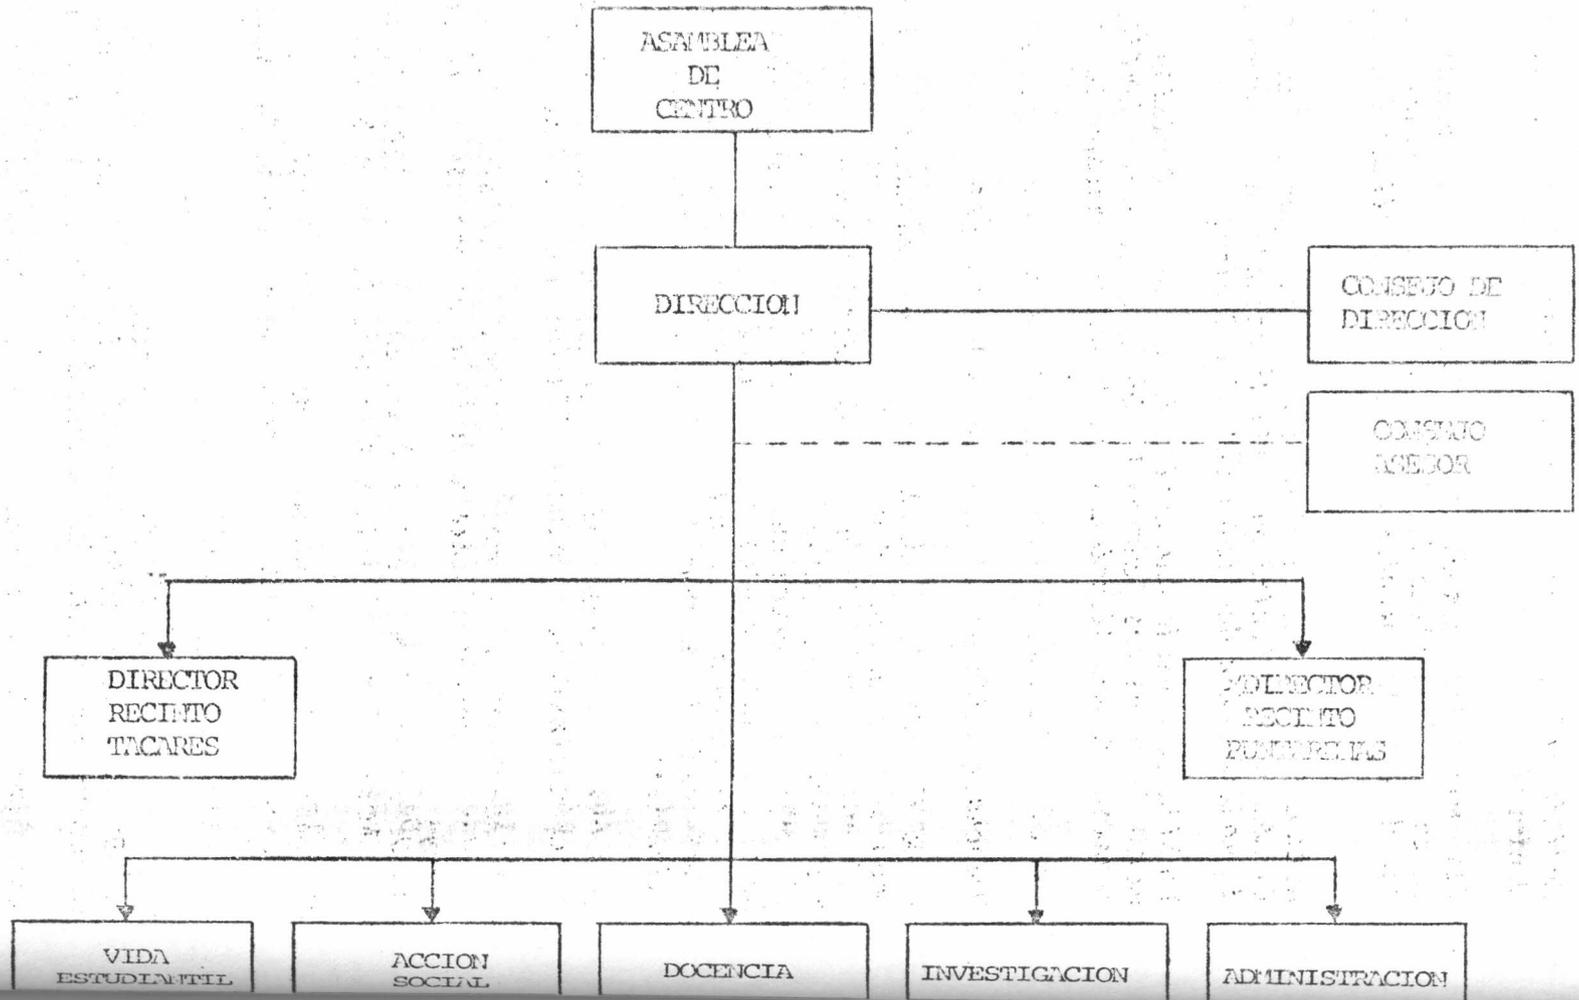 ASAMBLEA
DE
CENTRO
DIRECCION
CONSEJO DE
DIRECCION
CONSEJO
ASESOR
DIRECTOR
RECINTO
TACARES
DIRECTOR
RECINTO
PUNTARENAS
VIDA
ESTUDIANTIL
ACCION
SOCIAL
DOCENCIA
INVESTIGACION
ADMINISTRACION